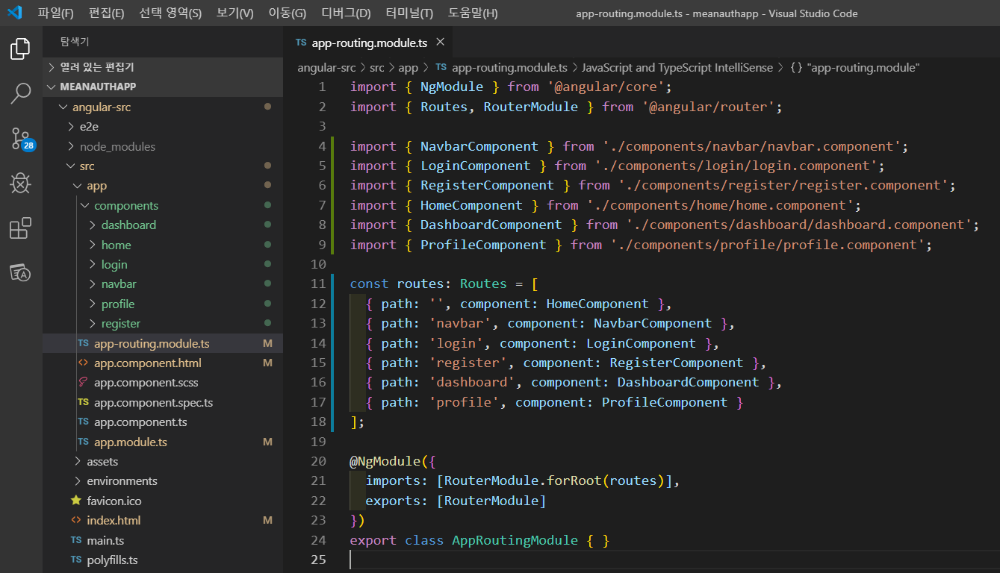 파일(F) 편집(E) 선택 영역(S) 보기(V) 이동(G) 디버그(D) 터미널(T) 도움말(H) app-routing.module.ts - meanauthapp - Visual Studio Code
탐색기
열려 있는 편집기
MEANAUTHAPP
angular-src
e2e
node_modules
28
src
app
components
dashboard
home
login
navbar
profile
register
TS app-routing.module.ts M
<> app.component.html M
app.component.scss
TS app.component.spec.ts
TS app.component.ts
TS app.module.ts M
assets
environments
favicon.ico
<> index.html M
TS main.ts
TS polyfills.ts
TS app-routing.module.ts ×
angular-src > src > app > TS app-routing.module.ts > JavaScript and TypeScript IntelliSense > {} "app-routing.module"
1 import { NgModule } from '@angular/core';
2 import { Routes, RouterModule } from '@angular/router';
3
4 import { NavbarComponent } from './components/navbar/navbar.component';
5 import { LoginComponent } from './components/login/login.component';
6 import { RegisterComponent } from './components/register/register.component';
7 import { HomeComponent } from './components/home/home.component';
8 import { DashboardComponent } from './components/dashboard/dashboard.component';
9 import { ProfileComponent } from './components/profile/profile.component';
10
11 const routes: Routes = [
12 { path: '', component: HomeComponent },
13 { path: 'navbar', component: NavbarComponent },
14 { path: 'login', component: LoginComponent },
15 { path: 'register', component: RegisterComponent },
16 { path: 'dashboard', component: DashboardComponent },
17 { path: 'profile', component: ProfileComponent }
18 ];
19
20 @NgModule({
21 imports: [RouterModule.forRoot(routes)],
22 exports: [RouterModule]
23 })
24 export class AppRoutingModule { }
25